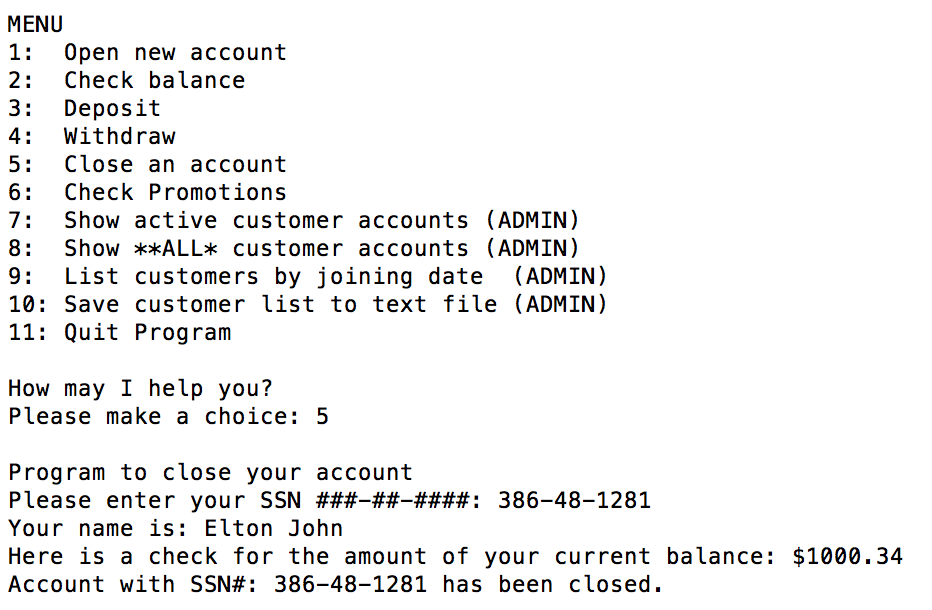 MENU
1:  Open new account
2:  Check balance
3:  Deposit
4:  Withdraw
5:  Close an account
6:  Check Promotions
7:  Show active customer accounts (ADMIN)
8:  Show **ALL* customer accounts (ADMIN)
9:  List customers by joining date  (ADMIN)
10: Save customer list to text file (ADMIN)
11: Quit Program
How may I help you?
Please make a choice: 5
Program to close your account
Please enter your SSN ###-##-####: 386-48-1281
Your name is: Elton John
Here is a check for the amount of your current balance: $1000.34
Account with SSN#: 386-48-1281 has been closed.